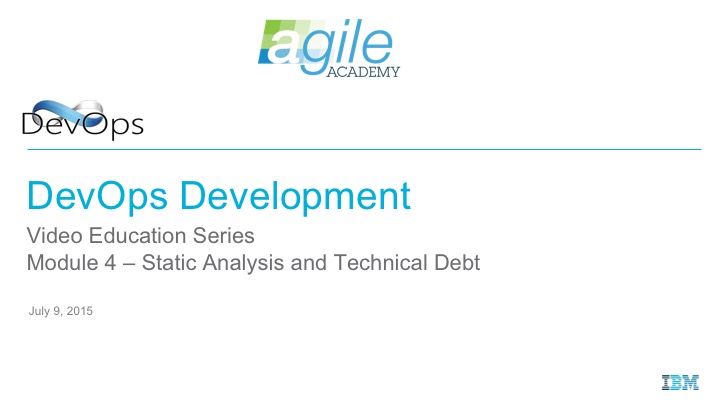 agile
ACADEMY
DevOps
DevOps Development
Video Education Series
Module 4 – Static Analysis and Technical Debt
July 9, 2015
IBM